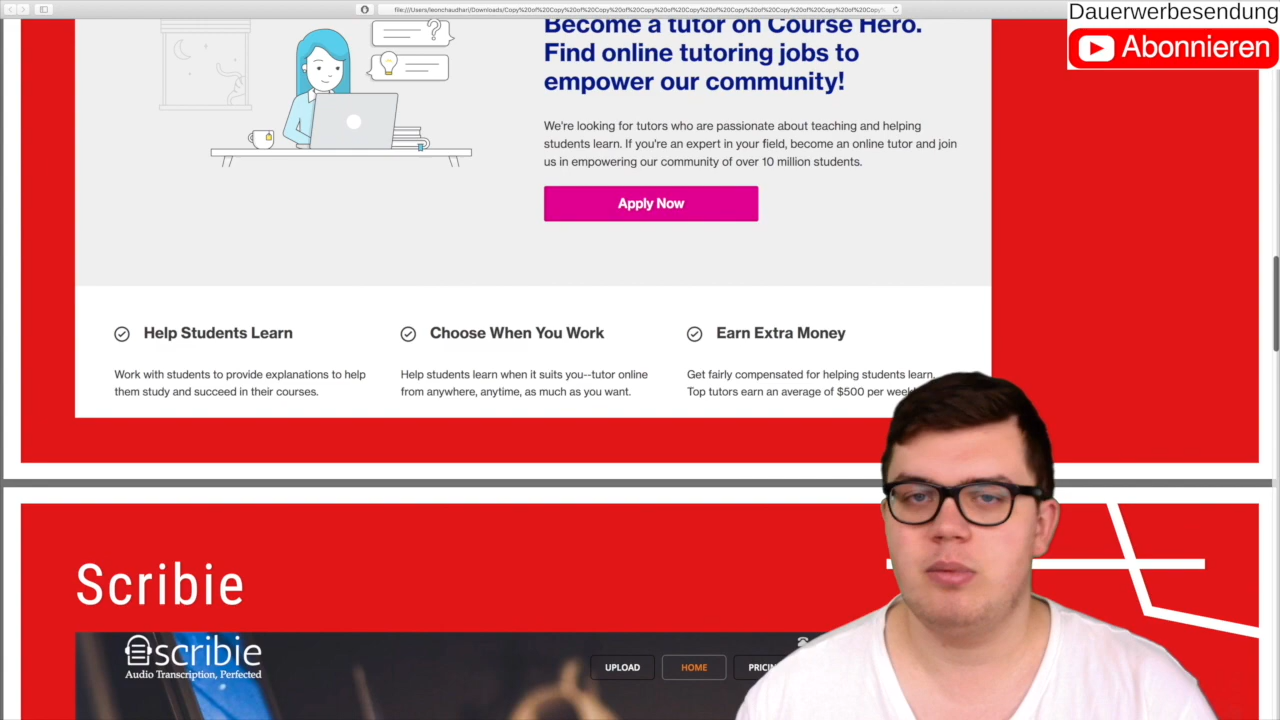 Dauerwerbesendung
Abonnieren
Become a tutor on Course Hero.
Find online tutoring jobs to
empower our community!
We're looking for tutors who are passionate about teaching and helping
students learn. If you're an expert in your field, become an online tutor and join
us in empowering our community of over 10 million students.
Apply Now
Help Students Learn
Work with students to provide explanations to help
them study and succeed in their courses.
Choose When You Work
Help students learn when it suits you--tutor online
from anywhere, anytime, as much as you want.
Earn Extra Money
Get fairly compensated for helping students learn.
Top tutors earn an average of $500 per
Scribie
scribie
Audio Transcription, Perfected
UPLOAD
HOME